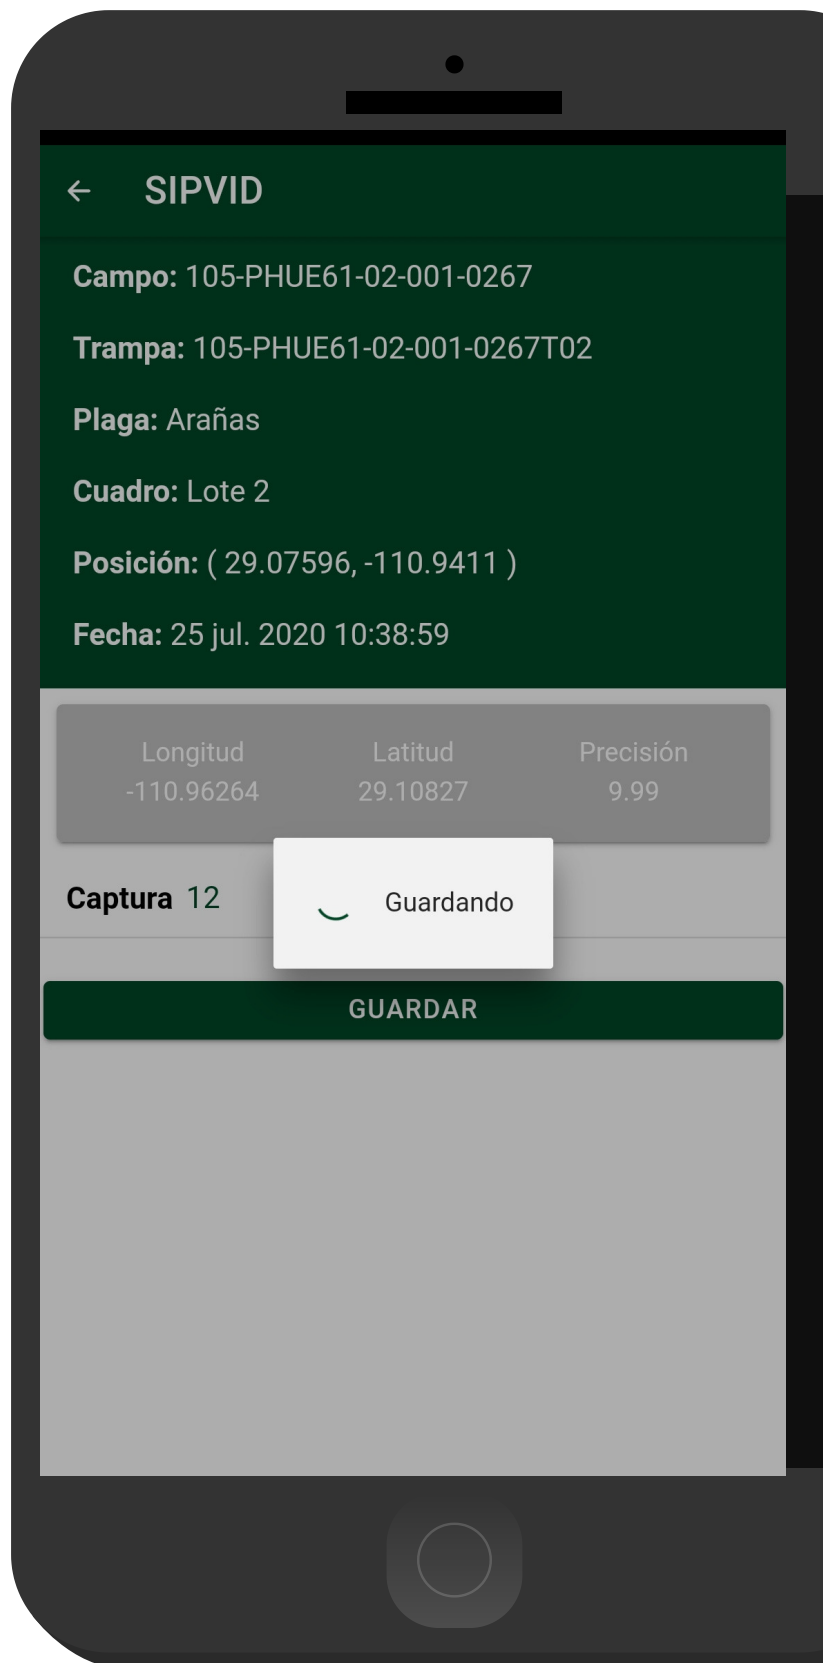 SIPVID
Campo: 105-PHUE61-02-001-0267
Trampa: 105-PHUE61-02-001-0267T02
Plaga: Arañas
Cuadro: Lote 2
Posición: ( 29.07596, -110.9411 )
Fecha: 25 jul. 2020 10:38:59
Longitud Latitud Precisión
-110.96264 29.10827 9.99
Captura 12
Guardando
GUARDAR